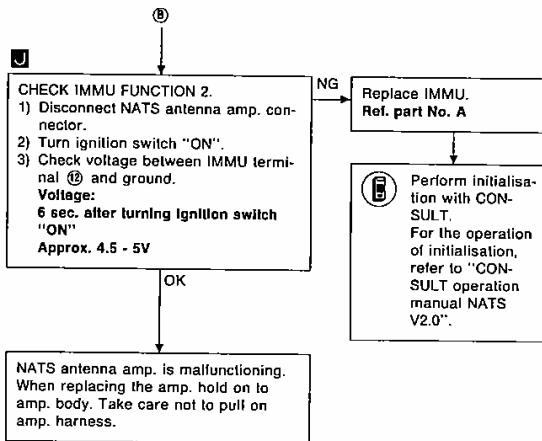 Ⓑ
J
CHECK IMMU FUNCTION 2.
1) Disconnect NATS antenna amp. con-
nector.
2) Turn ignition switch "ON".
3) Check voltage between IMMU termi-
nal ⑫ and ground.
Voltage:
6 sec. after turning ignition switch
"ON"
Approx. 4.5 - 5V
NG
Replace IMMU.
Ref. part No. A
Perform initialisa-
tion with CON-
SULT.
For the operation
of initialisation,
refer to "CON-
SULT operation
manual NATS
V2.0".
OK
NATS antenna amp. is malfunctioning.
When replacing the amp. hold on to
amp. body. Take care not to pull on
amp. harness.